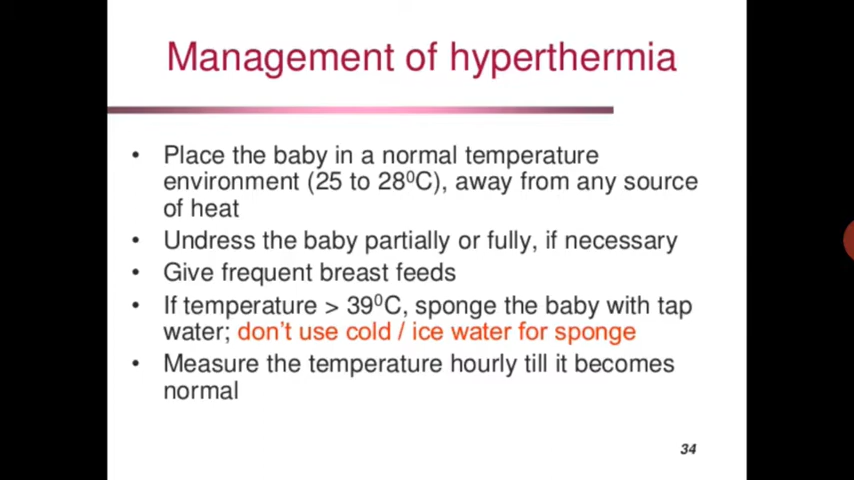 Management of hyperthermia
• Place the baby in a normal temperature
environment (25 to 28⁰C), away from any source
of heat
• Undress the baby partially or fully, if necessary
• Give frequent breast feeds
• If temperature > 39⁰C, sponge the baby with tap
water; don't use cold / ice water for sponge
• Measure the temperature hourly till it becomes
normal
34